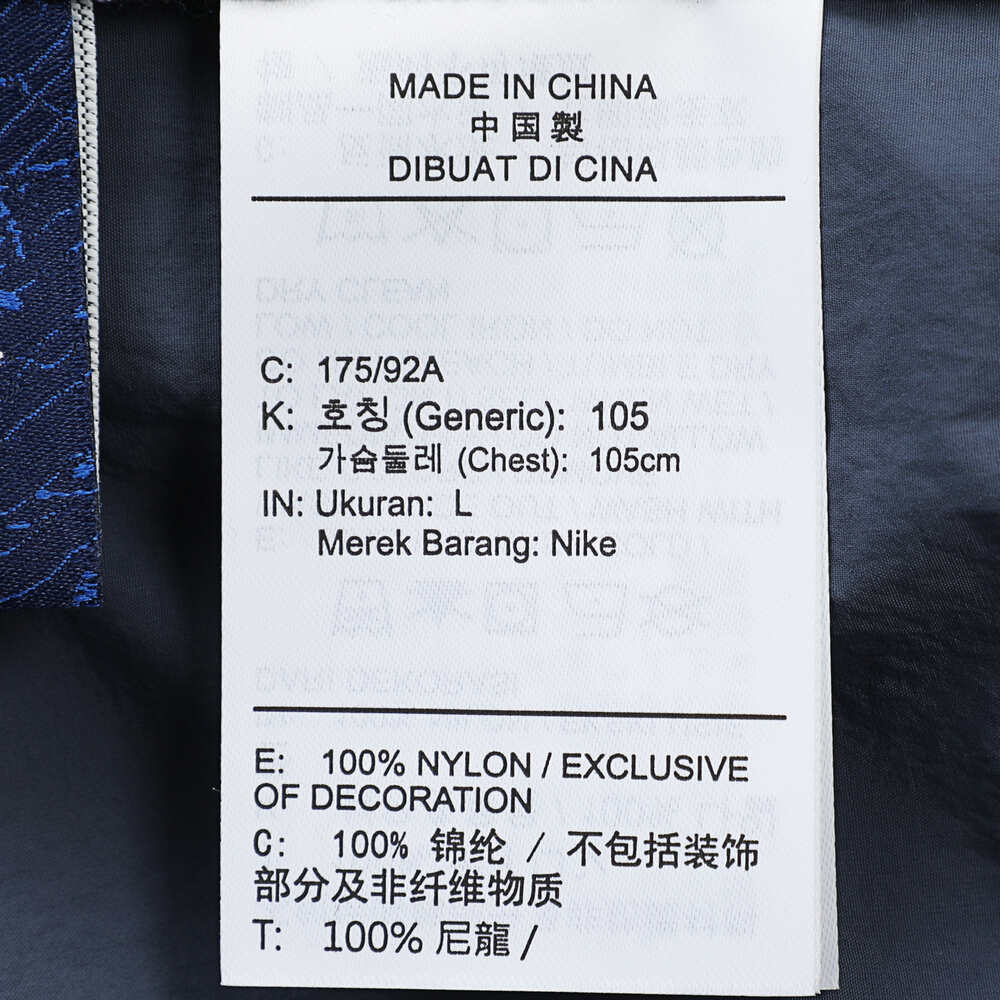 MADE IN CHINA
中国製
DIBUAT DI CINA
C: 175/92A
K: 호칭 (Generic): 105
가슴둘레 (Chest): 105cm
IN: Ukuran: L
Merek Barang: Nike
E: 100% NYLON / EXCLUSIVE
OF DECORATION
C: 100% 锦纶 / 不包括装饰
部分及非纤维物质
T: 100% 尼龍 /